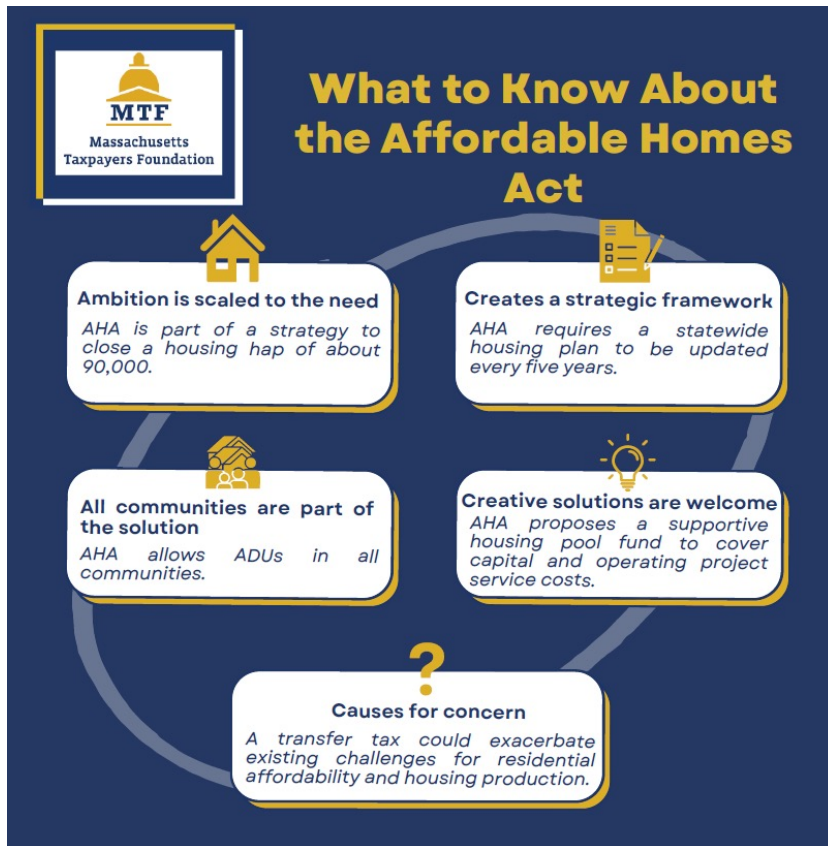 MTF
Massachusetts
Taxpayers Foundation
What to Know About
the Affordable Homes
Act
Ambition is scaled to the need
AHA is part of a strategy to
close a housing hap of about
90,000.
Creates a strategic framework
AHA requires a statewide
housing plan to be updated
every five years.
All communities are part of
the solution
AHA allows ADUs in all
communities.
Creative solutions are welcome
AHA proposes a supportive
housing pool fund to cover
capital and operating project
service costs.
?
Causes for concern
A transfer tax could exacerbate
existing challenges for residential
affordability and housing production.